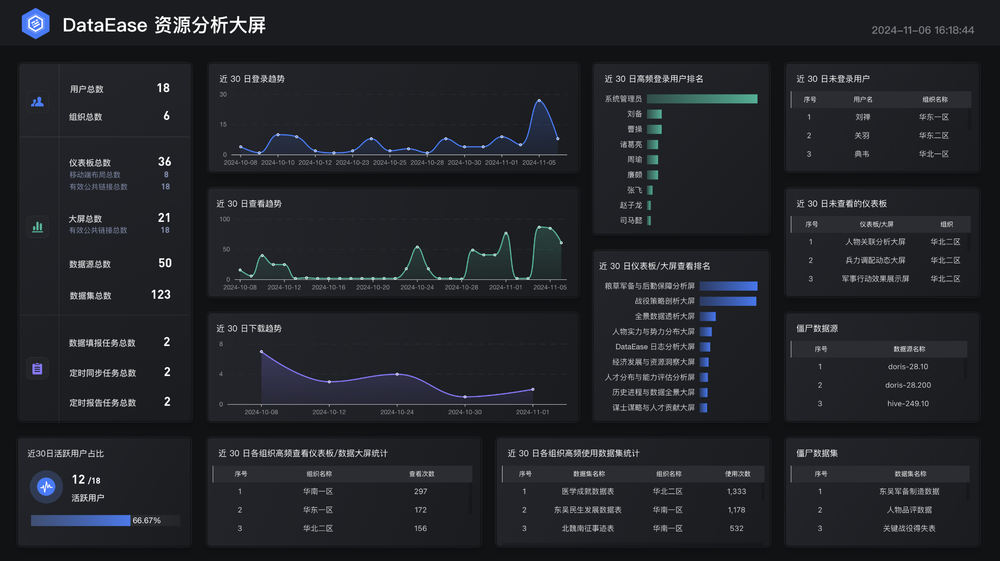 DataEase 资源分析大屏
2024-11-06 16:18:44
用户总数 18
组织总数 6
仪表板总数 36
移动端布局总数 8
有效公共链接总数 18
大屏总数 21
有效公共链接总数 18
数据源总数 50
数据集总数 123
数据填报任务总数 2
定时同步任务总数 2
定时报告任务总数 2
近 30 日登录趋势
30
15
0
2024-10-08 2024-10-10 2024-10-12 2024-10-23 2024-10-25 2024-10-28 2024-10-30 2024-11-01 2024-11-05
近 30 日查看趋势
100
50
0
2024-10-08 2024-10-12 2024-10-16 2024-10-20 2024-10-24 2024-10-28 2024-11-01 2024-11-05
近 30 日下载趋势
8
4
0
2024-10-08 2024-10-12 2024-10-24 2024-10-30 2024-11-01
近 30 日高频登录用户排名
系统管理员
刘备
曹操
诸葛亮
周瑜
廉颇
张飞
赵子龙
司马懿
近 30 日仪表板/大屏查看排名
粮草军备与后勤保障分析屏
战役策略剖析大屏
全景数据透析大屏
人物实力与势力分布大屏
DataEase 日志分析大屏
经济发展与资源洞察大屏
人才分布与能力评估分析屏
历史进程与数据全景大屏
谋士谋略与人才贡献大屏
近 30 日未登录用户
序号 用户名 组织名称
1 刘禅 华东一区
2 关羽 华东二区
3 典韦 华北一区
近 30 日未查看的仪表板
序号 仪表板/大屏 组织
1 人物关联分析大屏 华北二区
2 兵力调配动态大屏 华北二区
3 军事行动效果展示屏 华北二区
僵尸数据源
序号 数据源名称
1 doris-28.10
2 doris-28.200
3 hive-249.10
近30日活跃用户占比
12 /18
活跃用户
66.67%
近 30 日各组织高频查看仪表板/数据大屏统计
序号 组织名称 查看次数
1 华南一区 297
2 华东一区 172
3 华北二区 156
近 30 日各组织高频使用数据集统计
序号 数据集名称 组织名称 使用次数
1 医学成就数据表 华北二区 1,333
2 东吴民生发展数据表 华南一区 1,178
3 北魏南征事迹表 华南一区 532
僵尸数据集
序号 数据集名称
1 东吴军备制造数据
2 人物品评数据
3 关键战役得失表